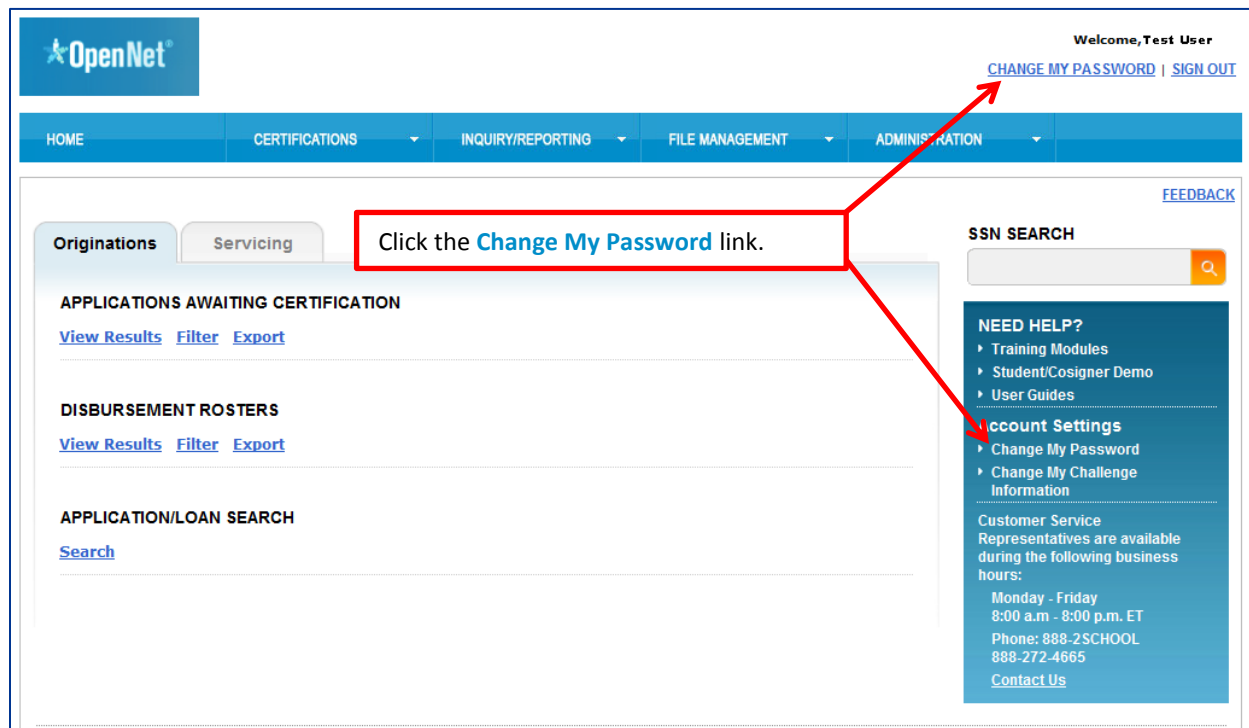 OpenNet®
Welcome,Test User
CHANGE MY PASSWORD | SIGN OUT
HOME CERTIFICATIONS INQUIRY/REPORTING FILE MANAGEMENT ADMINISTRATION
FEEDBACK
Originations Servicing
Click the Change My Password link.
SSN SEARCH
APPLICATIONS AWAITING CERTIFICATION
View Results Filter Export
DISBURSEMENT ROSTERS
View Results Filter Export
APPLICATION/LOAN SEARCH
Search
NEED HELP?
Training Modules
Student/Cosigner Demo
User Guides
Account Settings
Change My Password
Change My Challenge
Information
Customer Service
Representatives are available
during the following business
hours:
Monday - Friday
8:00 a.m - 8:00 p.m. ET
Phone: 888-2SCHOOL
888-272-4665
Contact Us